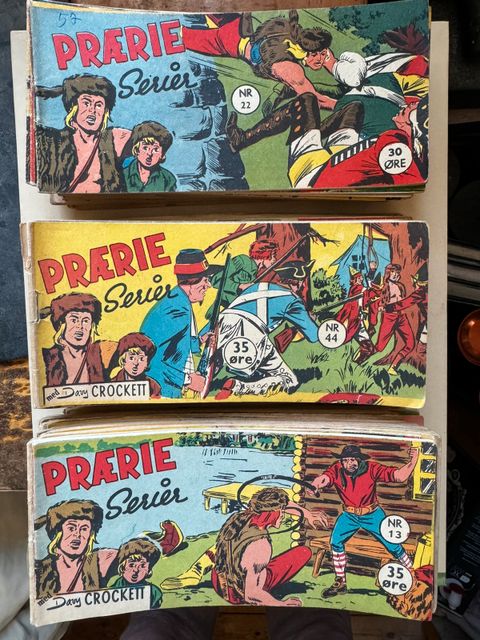 52
PRÆRIE
Serier
NR
22
30
ØRE
PRÆRIE
Serier
35
øre
NR
44
med Davy CROCKETT
PRÆRIE
Serier
NR
13
35
øre
med Davy CROCKETT